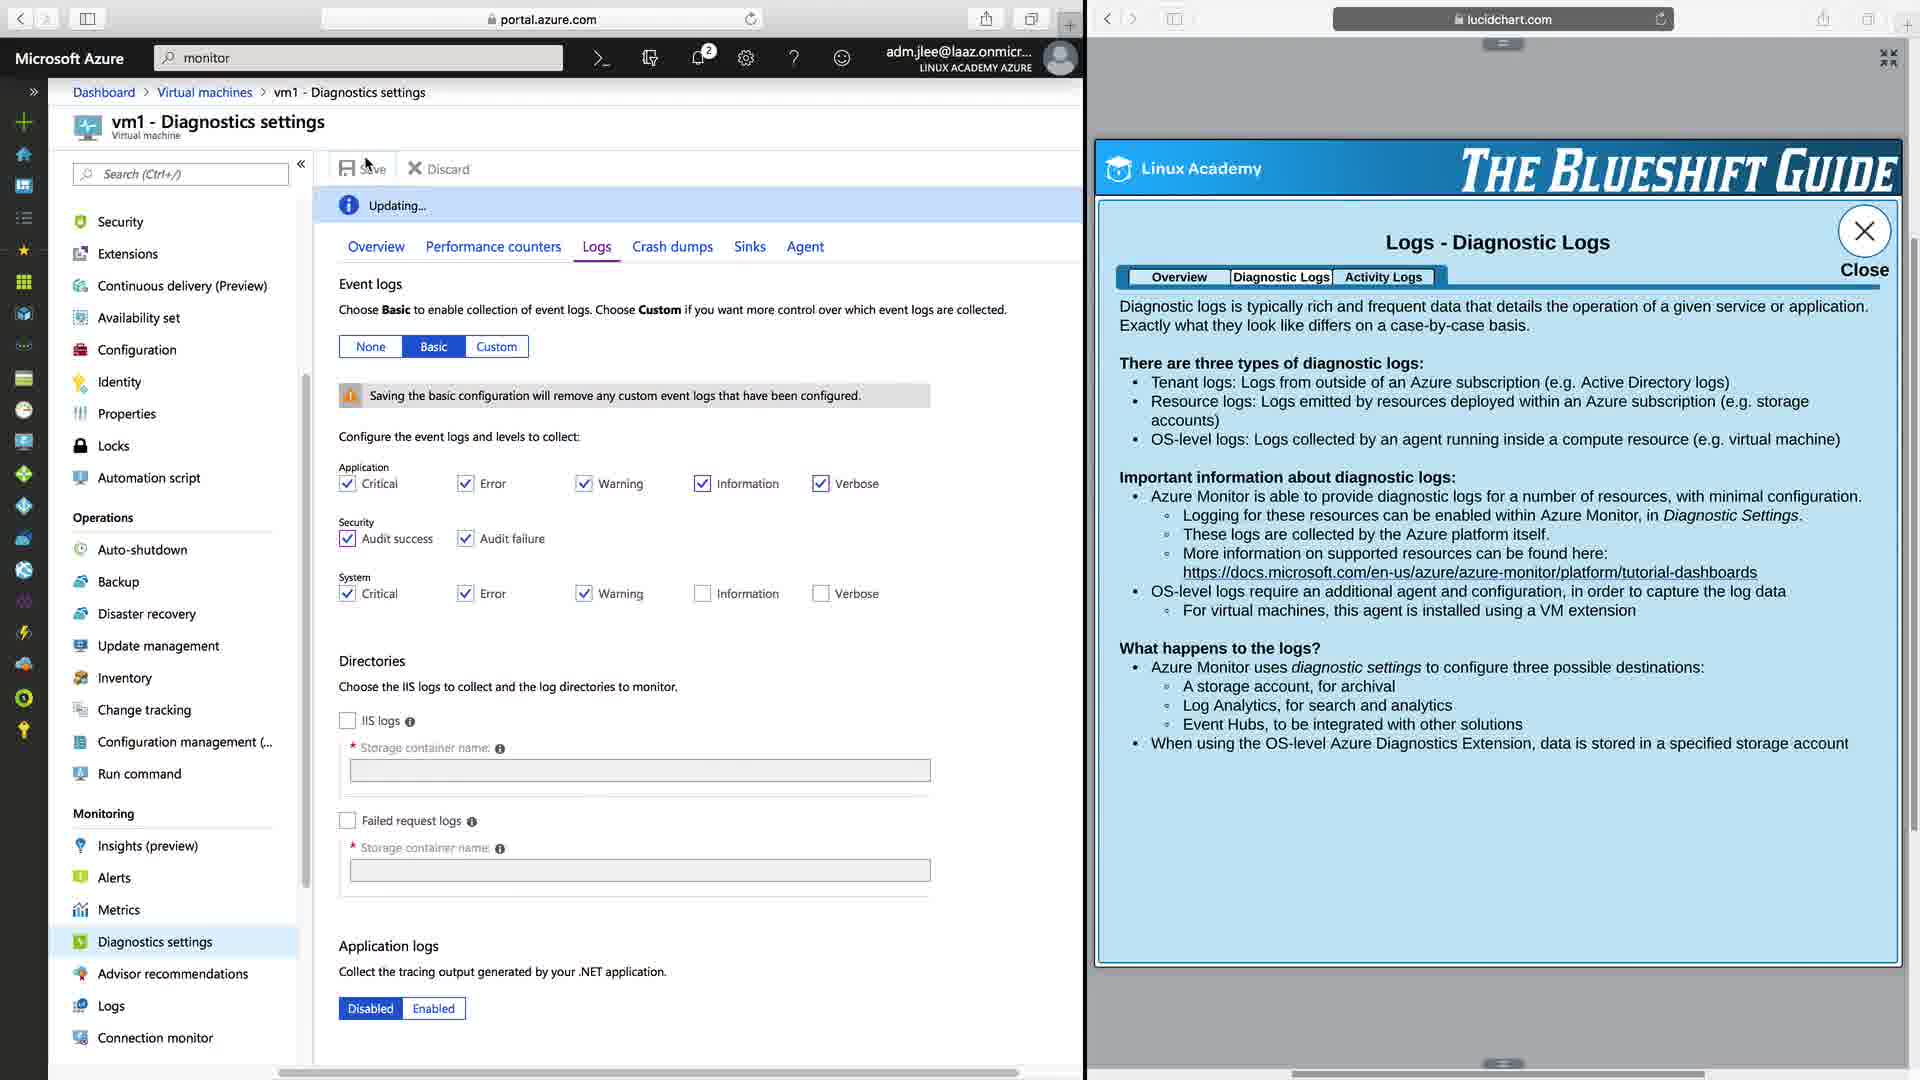 portal.azure.com
Microsoft Azure
monitor
2
adm.jlee@laaz.onmicr...
LINUX ACADEMY AZURE
Dashboard > Virtual machines > vm1 - Diagnostics settings
vm1 - Diagnostics settings
Virtual machine
Search (Ctrl+/)
Security
Extensions
Continuous delivery (Preview)
Availability set
Configuration
Identity
Properties
Locks
Automation script
Operations
Auto-shutdown
Backup
Disaster recovery
Update management
Inventory
Change tracking
Configuration management (...
Run command
Monitoring
Insights (preview)
Alerts
Metrics
Diagnostics settings
Advisor recommendations
Logs
Connection monitor
Save
Discard
Updating...
Overview
Performance counters
Logs
Crash dumps
Sinks
Agent
Event logs
Choose Basic to enable collection of event logs. Choose Custom if you want more control over which event logs are collected.
None
Basic
Custom
Saving the basic configuration will remove any custom event logs that have been configured.
Configure the event logs and levels to collect:
Application
Critical
Error
Warning
Information
Verbose
Security
Audit success
Audit failure
System
Critical
Error
Warning
Information
Verbose
Directories
Choose the IIS logs to collect and the log directories to monitor.
IIS logs
* Storage container name:
Failed request logs
* Storage container name:
Application logs
Collect the tracing output generated by your .NET application.
Disabled
Enabled
lucidchart.com
Linux Academy
THE BLUESHIFT GUIDE
Logs - Diagnostic Logs
Close
Overview
Diagnostic Logs
Activity Logs
Diagnostic logs is typically rich and frequent data that details the operation of a given service or application.
Exactly what they look like differs on a case-by-case basis.
There are three types of diagnostic logs:
• Tenant logs: Logs from outside of an Azure subscription (e.g. Active Directory logs)
• Resource logs: Logs emitted by resources deployed within an Azure subscription (e.g. storage
accounts)
• OS-level logs: Logs collected by an agent running inside a compute resource (e.g. virtual machine)
Important information about diagnostic logs:
• Azure Monitor is able to provide diagnostic logs for a number of resources, with minimal configuration.
◦ Logging for these resources can be enabled within Azure Monitor, in Diagnostic Settings.
◦ These logs are collected by the Azure platform itself.
◦ More information on supported resources can be found here:
https://docs.microsoft.com/en-us/azure/azure-monitor/platform/tutorial-dashboards
• OS-level logs require an additional agent and configuration, in order to capture the log data
◦ For virtual machines, this agent is installed using a VM extension
What happens to the logs?
• Azure Monitor uses diagnostic settings to configure three possible destinations:
◦ A storage account, for archival
◦ Log Analytics, for search and analytics
◦ Event Hubs, to be integrated with other solutions
• When using the OS-level Azure Diagnostics Extension, data is stored in a specified storage account